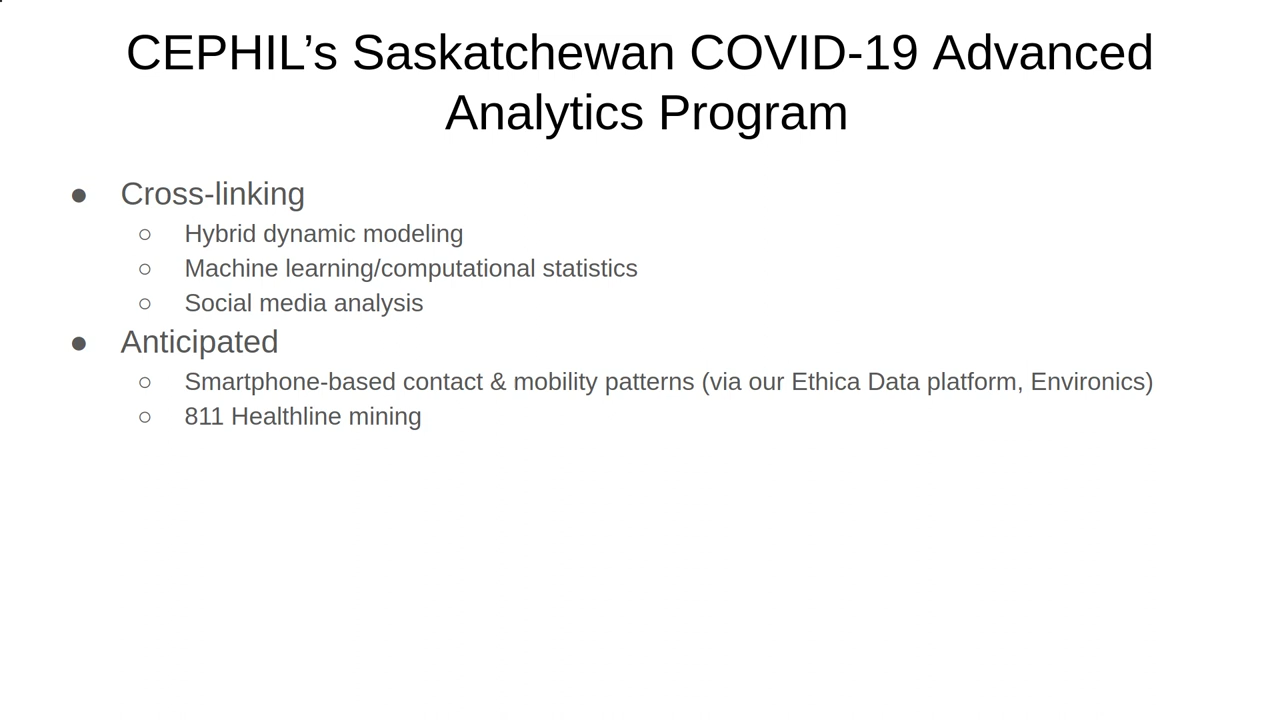 CEPHIL’s Saskatchewan COVID-19 Advanced
Analytics Program
● Cross-linking
○ Hybrid dynamic modeling
○ Machine learning/computational statistics
○ Social media analysis
● Anticipated
○ Smartphone-based contact & mobility patterns (via our Ethica Data platform, Environics)
○ 811 Healthline mining